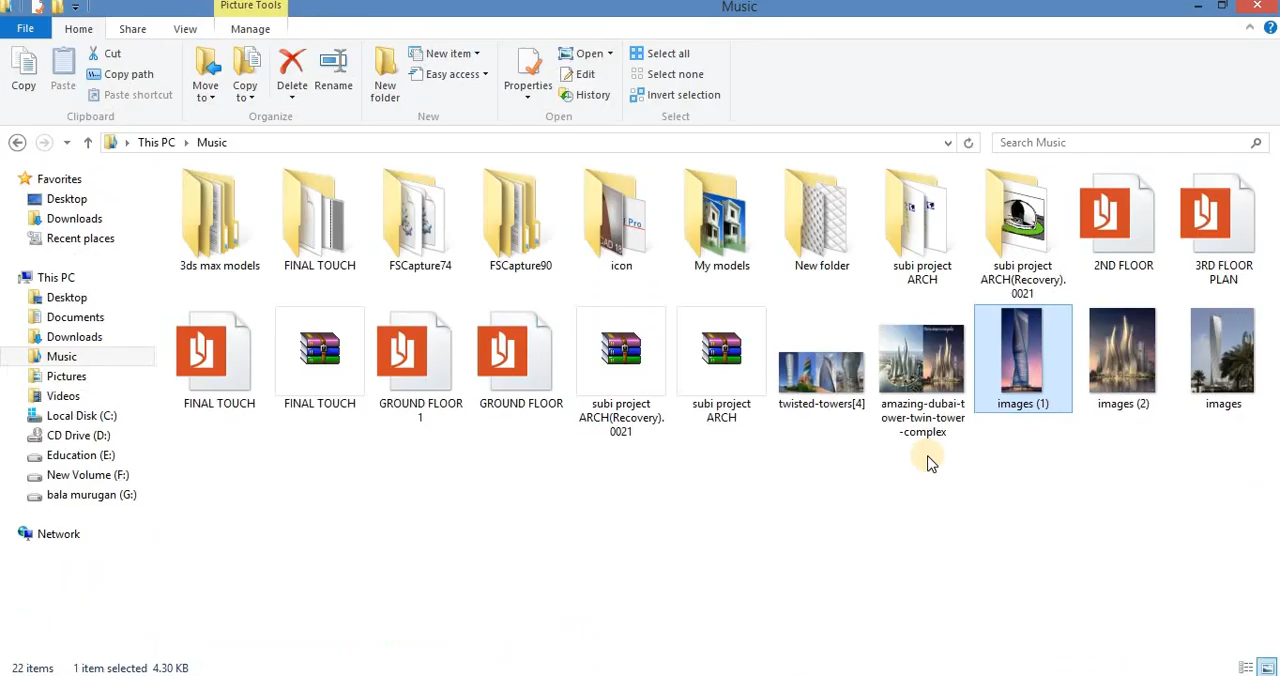 Picture Tools
Music
File
Home
Share
View
Manage
Copy
Paste
Cut
Copy path
Paste shortcut
Move to
Copy to
Delete
Rename
New folder
New item
Easy access
Properties
Open
Edit
History
Select all
Select none
Invert selection
Clipboard
Organize
New
Open
Select
This PC
Music
Search Music
Favorites
Desktop
Downloads
Recent places
This PC
Desktop
Documents
Downloads
Music
Pictures
Videos
Local Disk (C:)
CD Drive (D:)
Education (E:)
New Volume (F:)
bala murugan (G:)
Network
3ds max models
FINAL TOUCH
FSCapture74
FSCapture90
icon
My models
New folder
subi project
ARCH
subi project
ARCH(Recovery).
0021
2ND FLOOR
3RD FLOOR
PLAN
FINAL TOUCH
FINAL TOUCH
GROUND FLOOR
1
GROUND FLOOR
subi project
ARCH(Recovery).
0021
subi project
ARCH
twisted-towers[4]
amazing-dubai-t
ower-twin-tower
-complex
images (1)
images (2)
images
22 items
1 item selected 4.30 KB